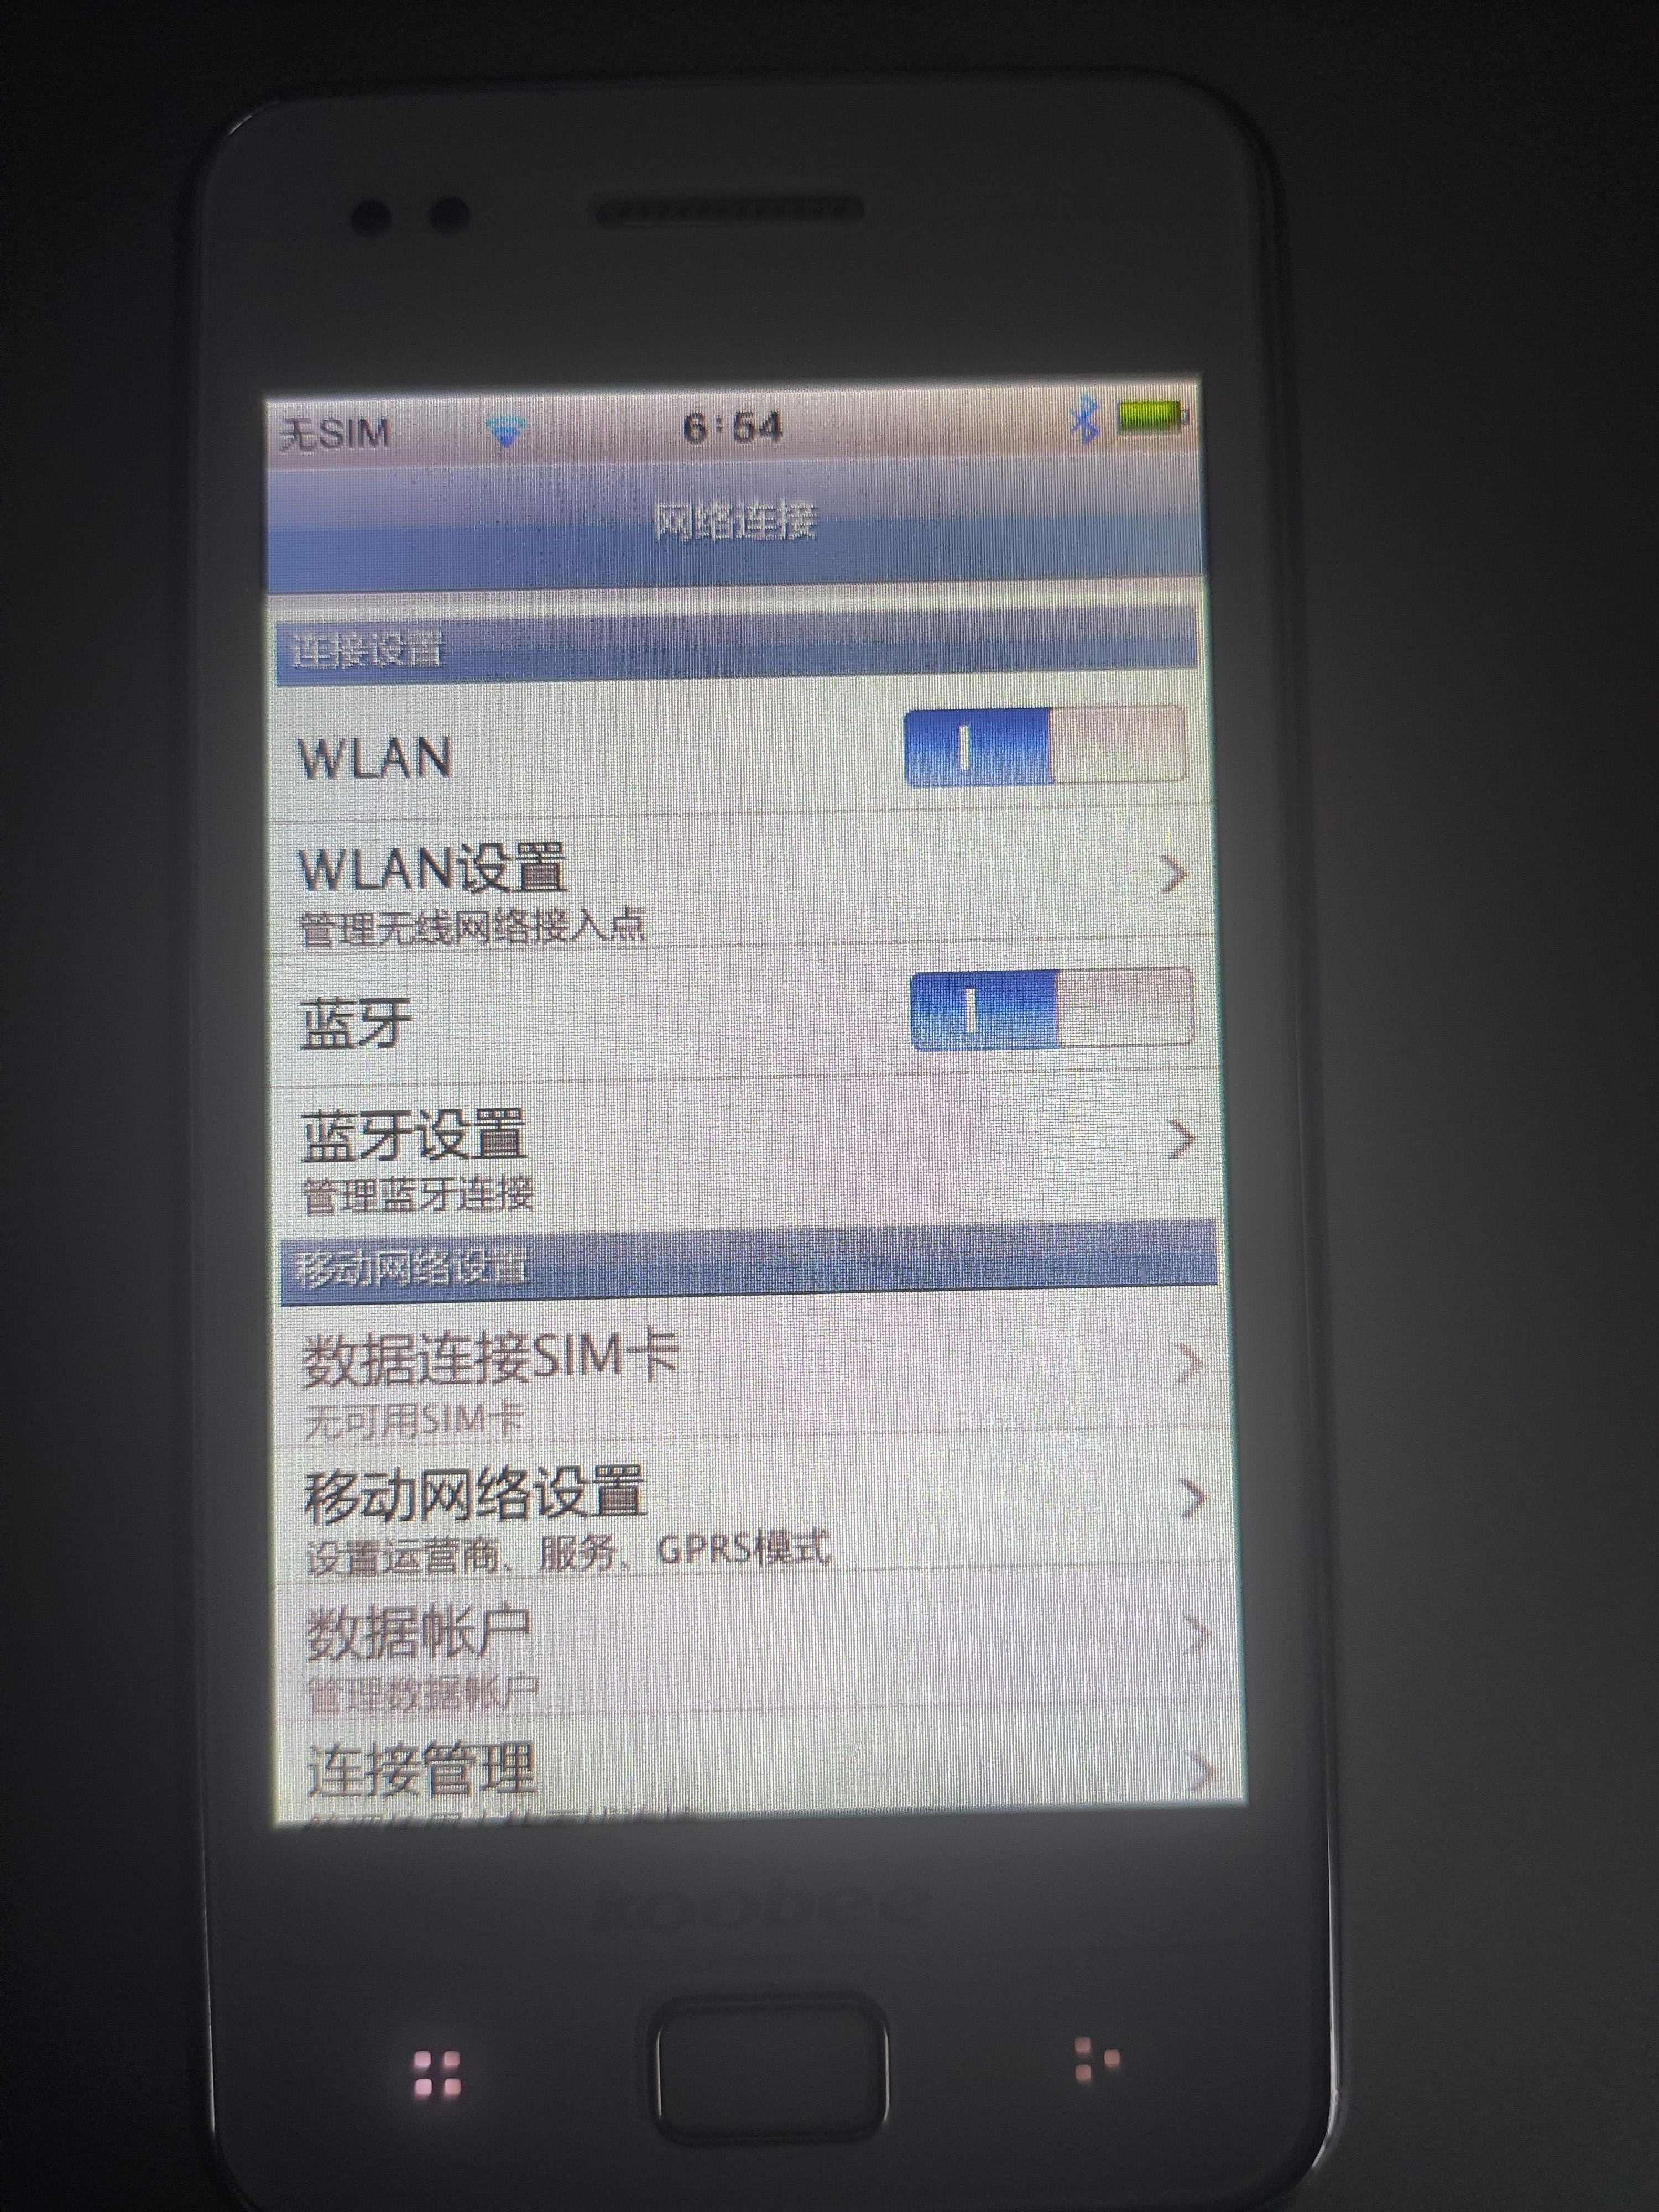 无SIM
6:54
网络连接
连接设置
WLAN
WLAN设置
管理无线网络接入点
蓝牙
蓝牙设置
管理蓝牙连接
移动网络设置
数据连接SIM卡
无可用SIM卡
移动网络设置
设置运营商、服务、GPRS模式
数据帐户
管理数据帐户
连接管理
koobee